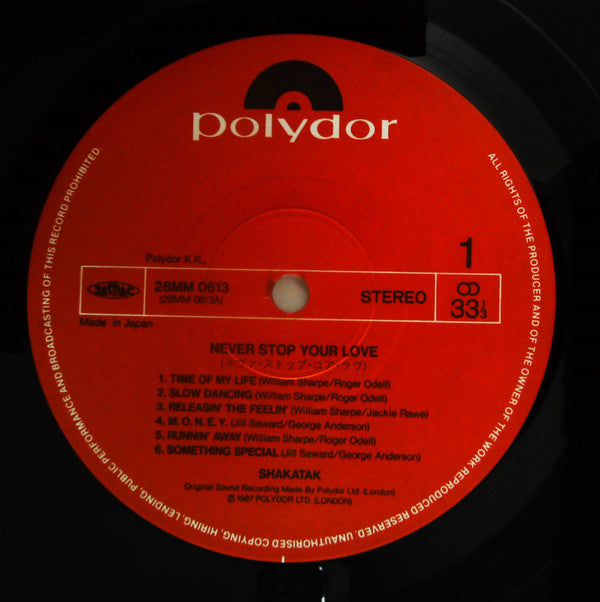 polydor
ALL RIGHTS OF THE PRODUCER AND OF THE OWNER OF THE WORK REPRODUCED RESERVED. UNAUTHORISED COPYING, HIRING, LENDING, PUBLIC PERFORMANCE AND BROADCASTING OF THIS RECORD PROHIBITED.
Polydor K.K.,
1
28MM 0613
(28MM 0613A)
STEREO
33⅓
Made in Japan
NEVER STOP YOUR LOVE
(ネヴァ・ストップ・ユア・ラヴ)
1. TIME OF MY LIFE (William Sharpe/Roger Odell)
2. SLOW DANCING (William Sharpe/Roger Odell)
3. RELEASIN' THE FEELIN' (William Sharpe/Jackie Rawe)
4. M. O. N. E. Y. (Jill Saward/George Anderson)
5. RUNNIN' AWAY (William Sharpe/Roger Odell)
6. SOMETHING SPECIAL (Jill Saward/George Anderson)
SHAKATAK
Original Sound Recording Made By Polydor Ltd. (London)
Ⓟ1987 POLYDOR LTD. (LONDON)